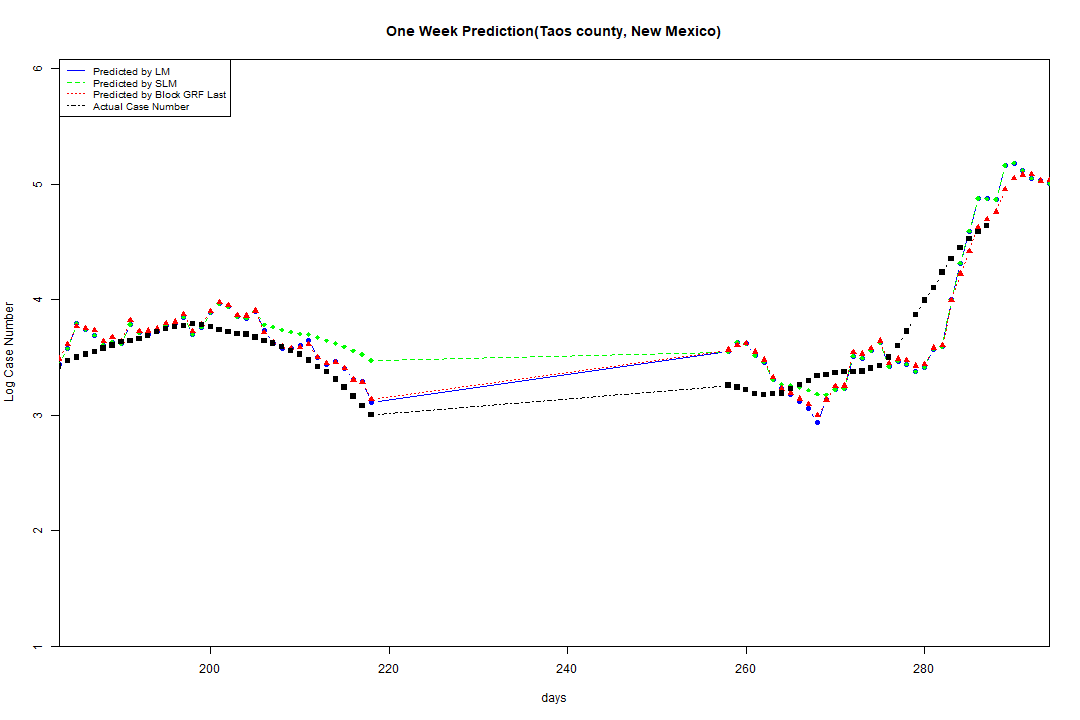 One Week Prediction(Taos county, New Mexico)
Predicted by LM
Predicted by SLM
Predicted by Block GRF Last
Actual Case Number
6
5
4
3
2
1
Log Case Number
200 220 240 260 280
days